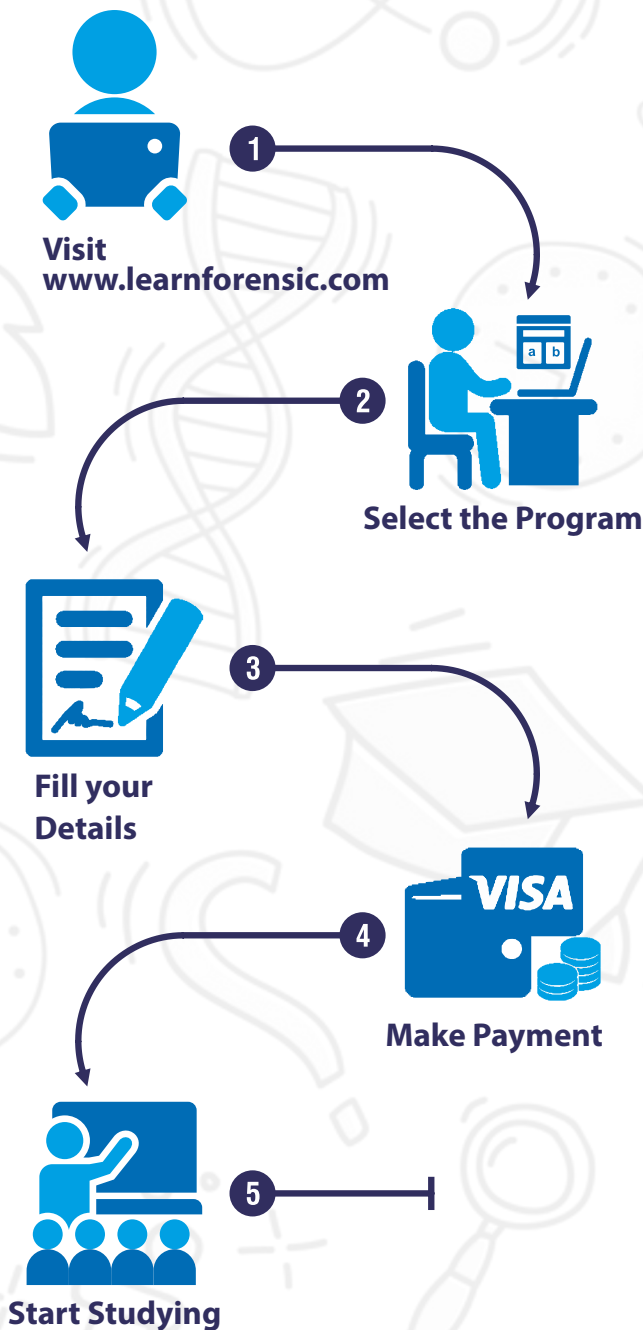 1
Visit
www.learnforensic.com
a b
2
Select the Program
3
Fill your
Details
VISA
4
Make Payment
5
Start Studying